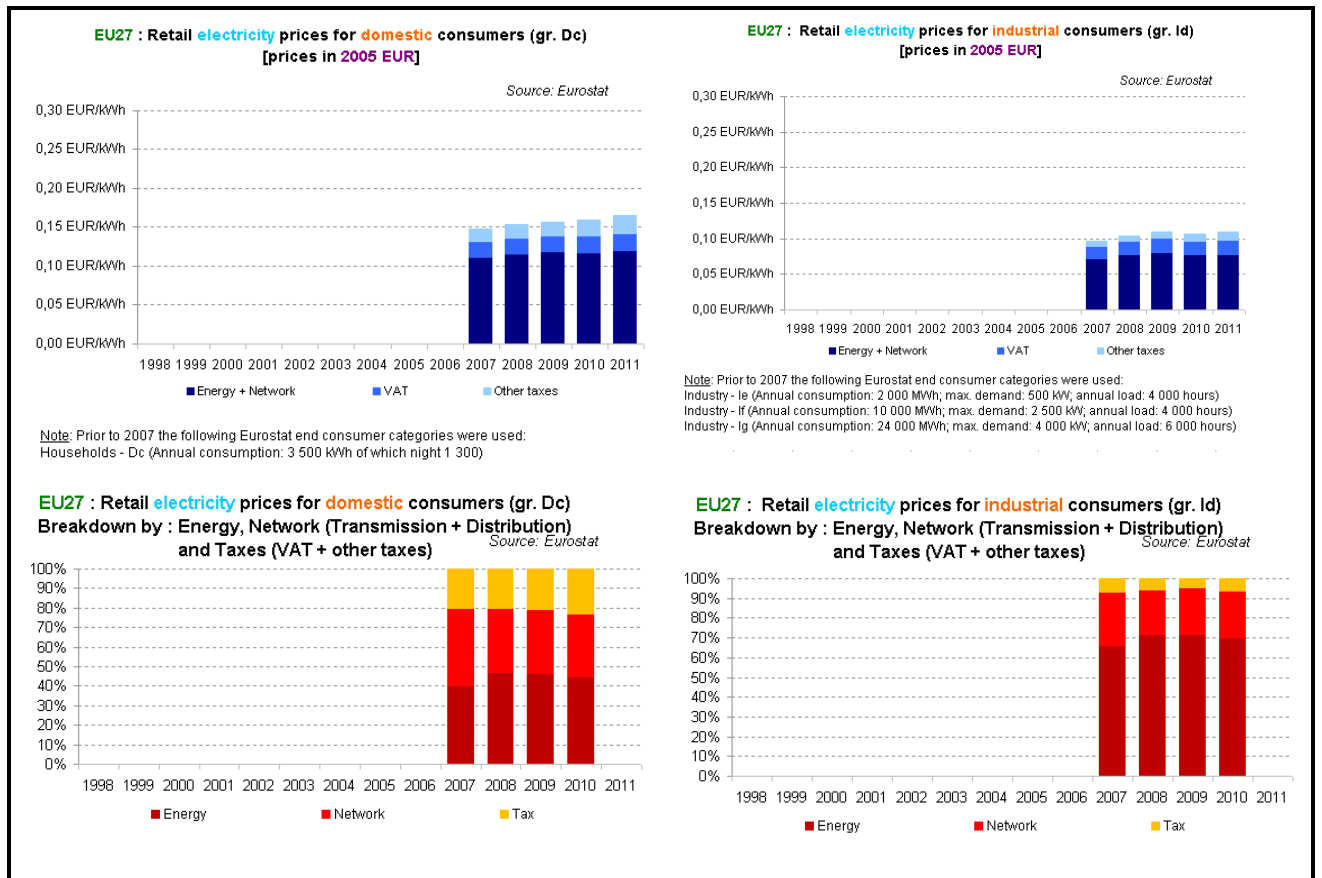 EU27 : Retail electricity prices for domestic consumers (gr. Dc)
[prices in 2005 EUR]
Source: Eurostat
0,30 EUR/kWh
0,25 EUR/kWh
0,20 EUR/kWh
0,15 EUR/kWh
0,10 EUR/kWh
0,05 EUR/kWh
0,00 EUR/kWh
1998 1999 2000 2001 2002 2003 2004 2005 2006 2007 2008 2009 2010 2011
Energy + Network VAT Other taxes
Note: Prior to 2007 the following Eurostat end consumer categories were used:
Households - Dc (Annual consumption: 3 500 kWh of which night 1 300)
EU27 : Retail electricity prices for industrial consumers (gr. Id)
[prices in 2005 EUR]
Source: Eurostat
0,30 EUR/kWh
0,25 EUR/kWh
0,20 EUR/kWh
0,15 EUR/kWh
0,10 EUR/kWh
0,05 EUR/kWh
0,00 EUR/kWh
1998 1999 2000 2001 2002 2003 2004 2005 2006 2007 2008 2009 2010 2011
Energy + Network VAT Other taxes
Note: Prior to 2007 the following Eurostat end consumer categories were used:
Industry - Ie (Annual consumption: 2 000 MWh; max. demand: 500 kW; annual load: 4 000 hours)
Industry - If (Annual consumption: 10 000 MWh; max. demand: 2 500 kW; annual load: 4 000 hours)
Industry - Ig (Annual consumption: 24 000 MWh; max. demand: 4 000 kW; annual load: 6 000 hours)
EU27 : Retail electricity prices for domestic consumers (gr. Dc)
Breakdown by : Energy, Network (Transmission + Distribution)
and Taxes (VAT + other taxes)
Source: Eurostat
100%
90%
80%
70%
60%
50%
40%
30%
20%
10%
0%
1998 1999 2000 2001 2002 2003 2004 2005 2006 2007 2008 2009 2010 2011
Energy Network Tax
EU27 : Retail electricity prices for industrial consumers (gr. Id)
Breakdown by : Energy, Network (Transmission + Distribution)
and Taxes (VAT + other taxes)
Source: Eurostat
100%
90%
80%
70%
60%
50%
40%
30%
20%
10%
0%
1998 1999 2000 2001 2002 2003 2004 2005 2006 2007 2008 2009 2010 2011
Energy Network Tax